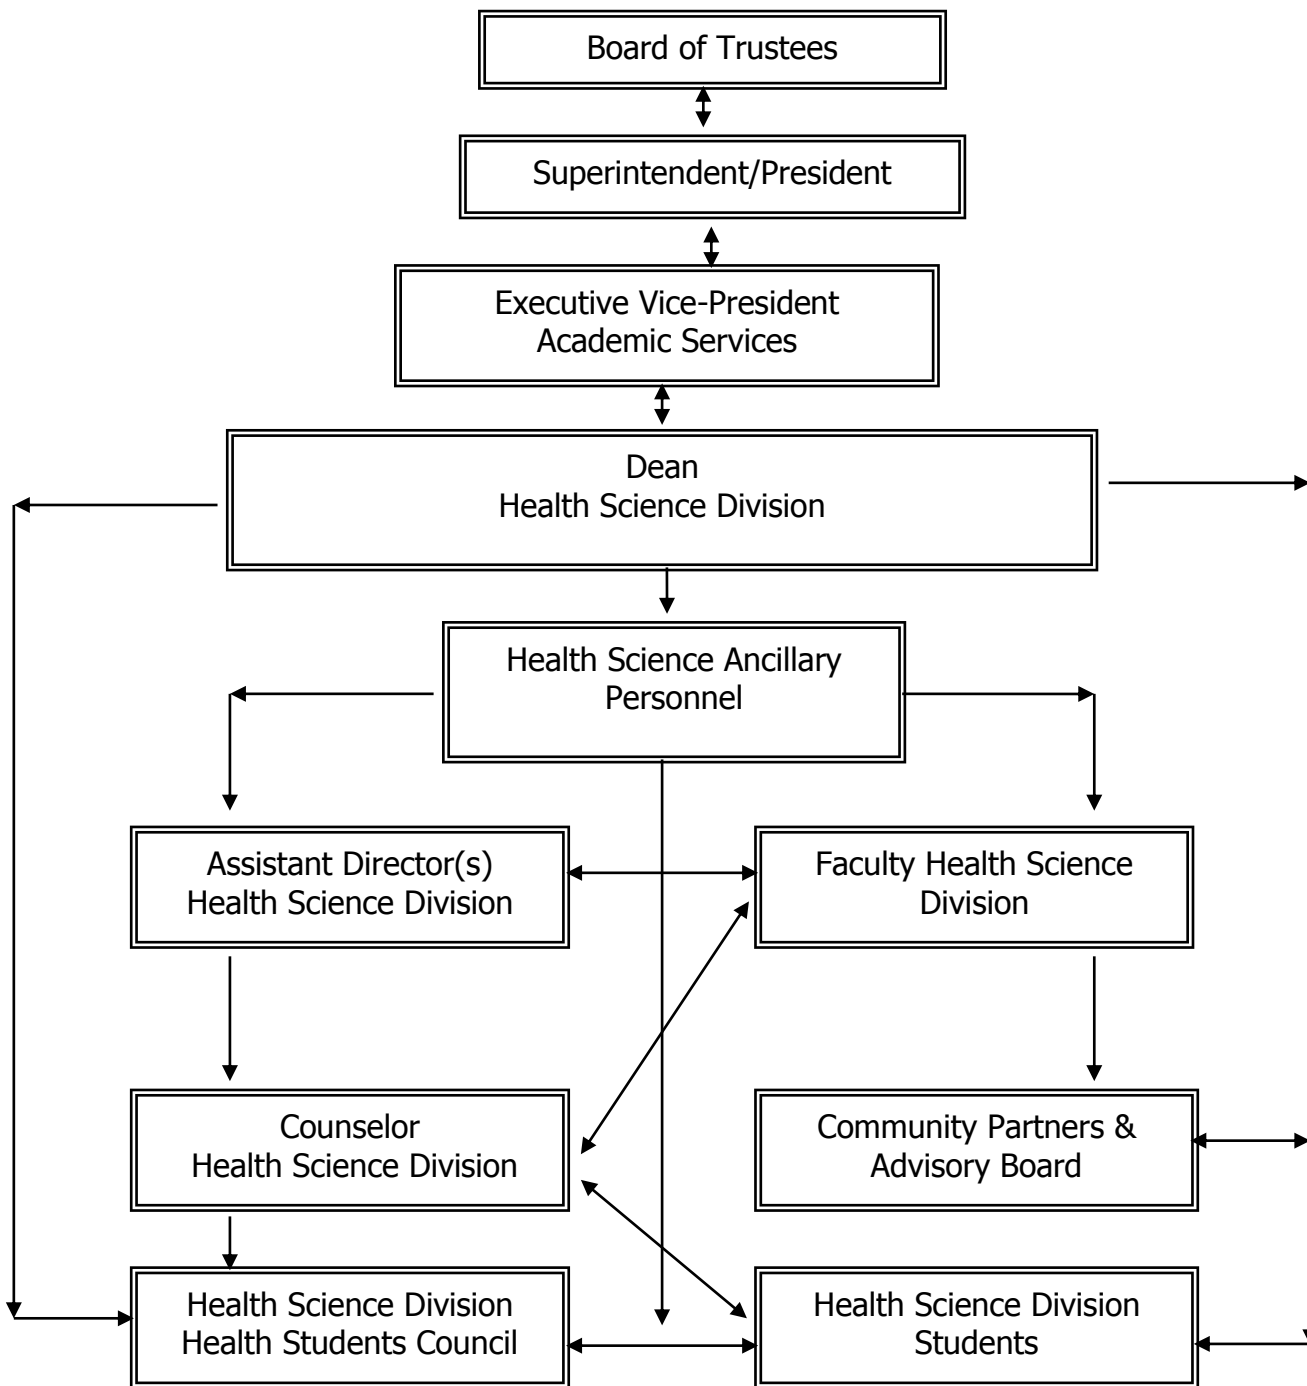 Board of Trustees
Superintendent/President
Executive Vice-President
Academic Services
Dean
Health Science Division
Health Science Ancillary
Personnel
Assistant Director(s)
Health Science Division
Faculty Health Science
Division
Counselor
Health Science Division
Community Partners &
Advisory Board
Health Science Division
Health Students Council
Health Science Division
Students